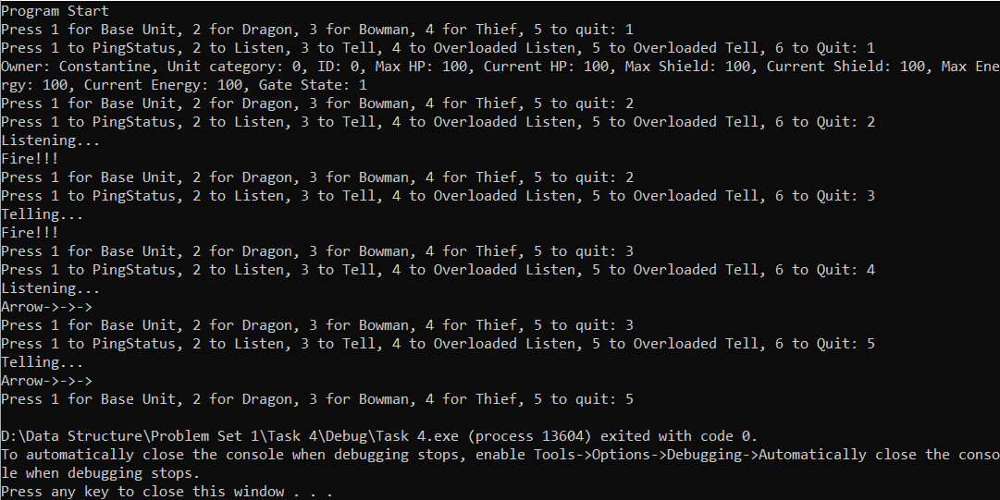 Program Start
Press 1 for Base Unit, 2 for Dragon, 3 for Bowman, 4 for Thief, 5 to quit: 1
Press 1 to PingStatus, 2 to Listen, 3 to Tell, 4 to Overloaded Listen, 5 to Overloaded Tell, 6 to Quit: 1
Owner: Constantine, Unit category: 0, ID: 0, Max HP: 100, Current HP: 100, Max Shield: 100, Current Shield: 100, Max Ene
rgy: 100, Current Energy: 100, Gate State: 1
Press 1 for Base Unit, 2 for Dragon, 3 for Bowman, 4 for Thief, 5 to quit: 2
Press 1 to PingStatus, 2 to Listen, 3 to Tell, 4 to Overloaded Listen, 5 to Overloaded Tell, 6 to Quit: 2
Listening...
Fire!!!
Press 1 for Base Unit, 2 for Dragon, 3 for Bowman, 4 for Thief, 5 to quit: 2
Press 1 to PingStatus, 2 to Listen, 3 to Tell, 4 to Overloaded Listen, 5 to Overloaded Tell, 6 to Quit: 3
Telling...
Fire!!!
Press 1 for Base Unit, 2 for Dragon, 3 for Bowman, 4 for Thief, 5 to quit: 3
Press 1 to PingStatus, 2 to Listen, 3 to Tell, 4 to Overloaded Listen, 5 to Overloaded Tell, 6 to Quit: 4
Listening...
Arrow->->->
Press 1 for Base Unit, 2 for Dragon, 3 for Bowman, 4 for Thief, 5 to quit: 3
Press 1 to PingStatus, 2 to Listen, 3 to Tell, 4 to Overloaded Listen, 5 to Overloaded Tell, 6 to Quit: 5
Telling...
Arrow->->->
Press 1 for Base Unit, 2 for Dragon, 3 for Bowman, 4 for Thief, 5 to quit: 5
D:\Data Structure\Problem Set 1\Task 4\Debug\Task 4.exe (process 13604) exited with code 0.
To automatically close the console when debugging stops, enable Tools->Options->Debugging->Automatically close the conso
le when debugging stops.
Press any key to close this window . . .